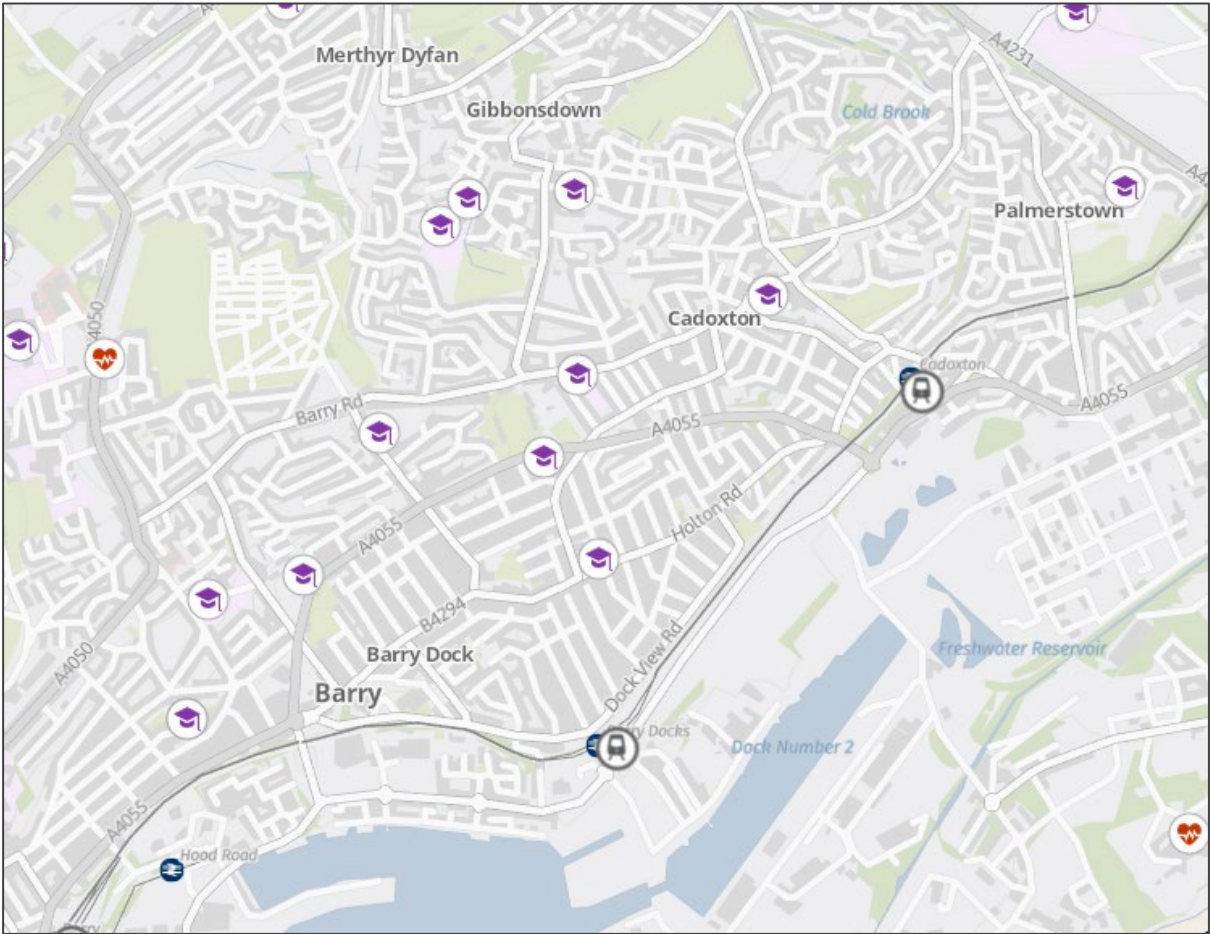 A4231
Merthyr Dyfan
Gibbonsdown
Cold Brook
Palmerstown
A4050
Cadoxton
Cadoxton
Barry Rd
A4055
A4055
Holton Rd
A4055
B4294
A4050
Barry Dock
Dock View Rd
Freshwater Reservoir
Barry
Docks
Dock Number 2
A4055
Hood Road